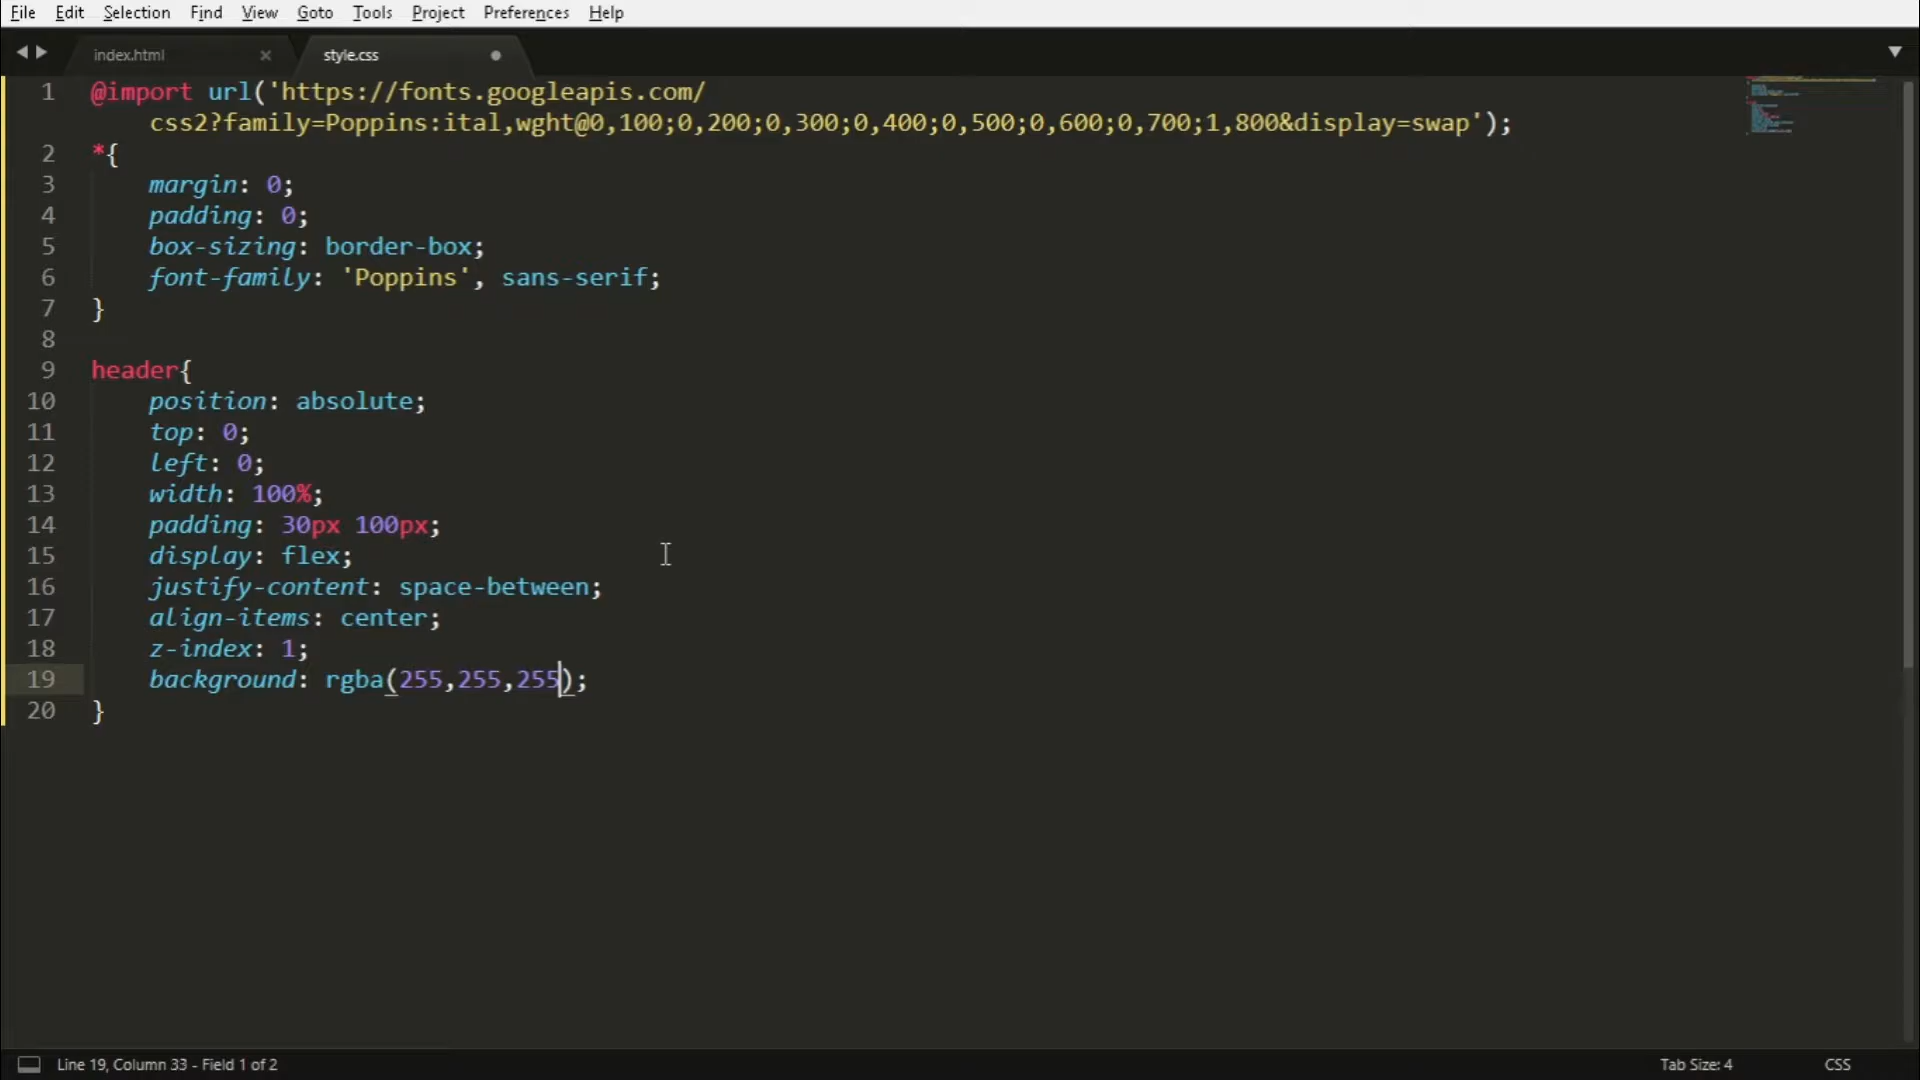 File Edit Selection Find View Goto Tools Project Preferences Help
index.html style.css
1 @import url('https://fonts.googleapis.com/
css2?family=Poppins:ital,wght@0,100;0,200;0,300;0,400;0,500;0,600;0,700;1,800&display=swap');
2 *{
3 margin: 0;
4 padding: 0;
5 box-sizing: border-box;
6 font-family: 'Poppins', sans-serif;
7 }
8
9 header{
10 position: absolute;
11 top: 0;
12 left: 0;
13 width: 100%;
14 padding: 30px 100px;
15 display: flex;
16 justify-content: space-between;
17 align-items: center;
18 z-index: 1;
19 background: rgba(255,255,255);
20 }
Line 19, Column 33 - Field 1 of 2 Tab Size: 4 CSS